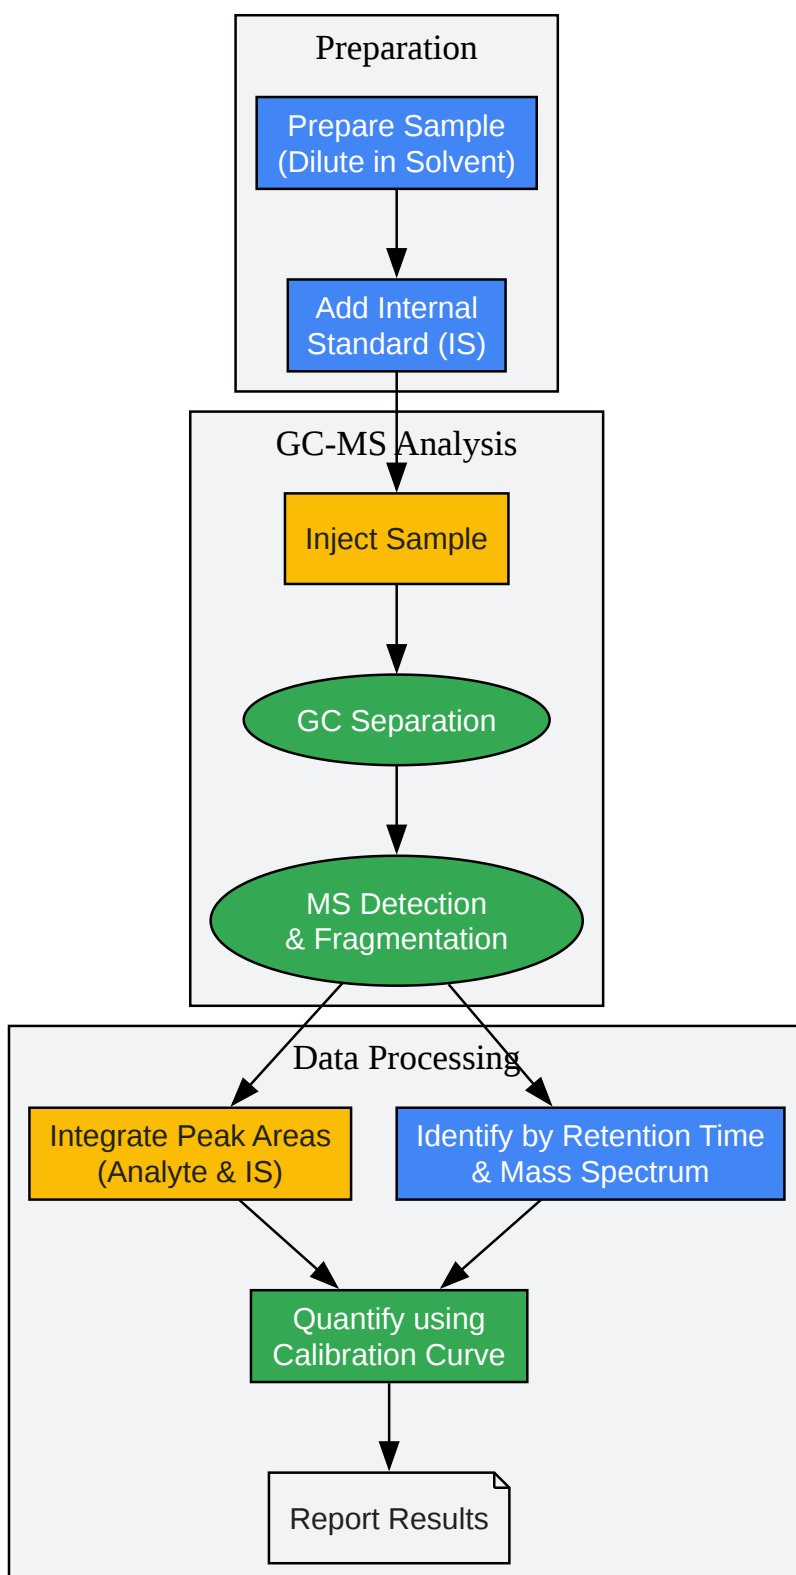 Preparation
Prepare Sample
(Dilute in Solvent)
Add Internal
Standard (IS)
GC-MS Analysis
Inject Sample
GC Separation
MS Detection
& Fragmentation
Data Processing
Integrate Peak Areas
(Analyte & IS)
Identify by Retention Time
& Mass Spectrum
Quantify using
Calibration Curve
Report Results